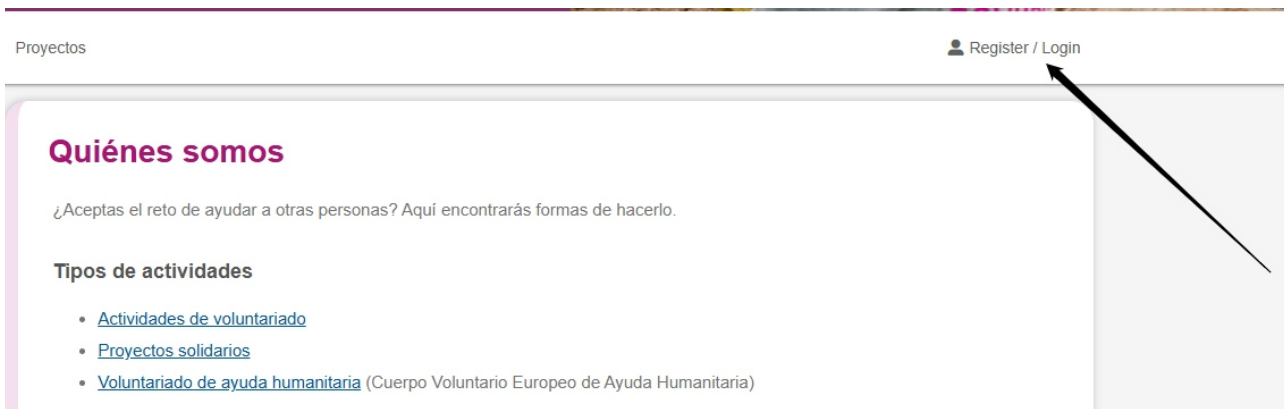 Proyectos
Register / Login
Quiénes somos
¿Aceptas el reto de ayudar a otras personas? Aquí encontrarás formas de hacerlo.
Tipos de actividades
Actividades de voluntariado
Proyectos solidarios
Voluntariado de ayuda humanitaria (Cuerpo Voluntario Europeo de Ayuda Humanitaria)